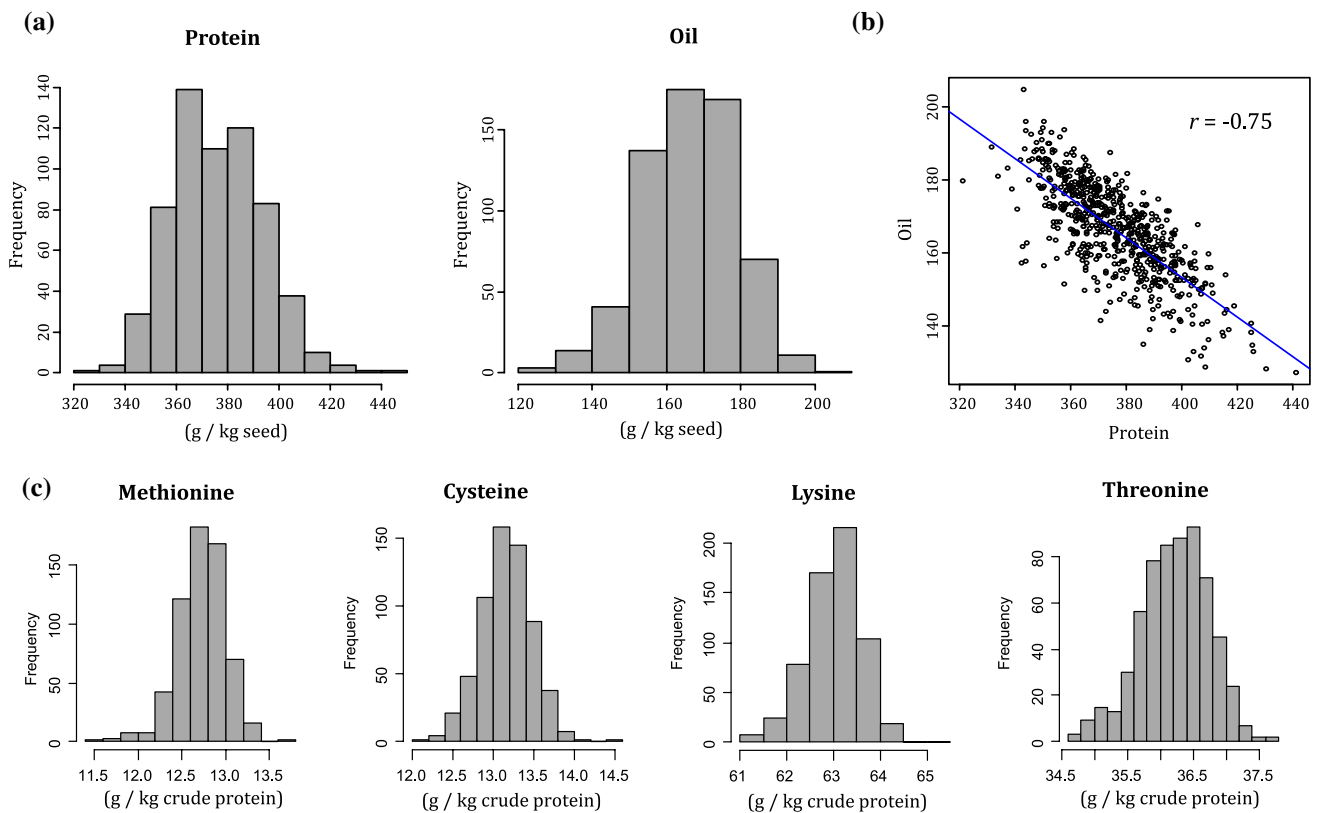 (a)
Protein
Frequency
0 20 40 60 80 100 120 140
320 340 360 380 400 420 440
(g / kg seed)
Oil
Frequency
0 50 100 150
120 140 160 180 200
(g / kg seed)
(b)
r = -0.75
Oil
140 160 180 200
320 340 360 380 400 420 440
Protein
(c)
Methionine
Frequency
0 50 100 150
11.5 12.0 12.5 13.0 13.5
(g / kg crude protein)
Cysteine
Frequency
0 50 100 150
12.0 12.5 13.0 13.5 14.0 14.5
(g / kg crude protein)
Lysine
Frequency
0 50 100 150 200
61 62 63 64 65
(g / kg crude protein)
Threonine
Frequency
0 20 40 60 80
34.5 35.5 36.5 37.5
(g / kg crude protein)